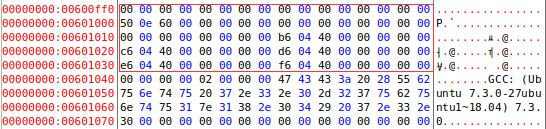 00000000:00600ff0 00 00 00 00 00 00 00 00 00 00 00 00 00 00 00 00 ................
00000000:00601000 50 0e 60 00 00 00 00 00 00 00 00 00 00 00 00 00 P.`.............
00000000:00601010 00 00 00 00 00 00 00 00 b6 04 40 00 00 00 00 00 ........ .@.....
00000000:00601020 c6 04 40 00 00 00 00 00 d6 04 40 00 00 00 00 00 .@..... .@.....
00000000:00601030 e6 04 40 00 00 00 00 00 f6 04 40 00 00 00 00 00 .@..... .@.....
00000000:00601040 00 00 00 00 02 00 00 00 47 43 43 3a 20 28 55 62 ........GCC: (Ub
00000000:00601050 75 6e 74 75 20 37 2e 33 2e 30 2d 32 37 75 62 75 untu 7.3.0-27ubu
00000000:00601060 6e 74 75 31 7e 31 38 2e 30 34 29 20 37 2e 33 2e ntu1~18.04) 7.3.
00000000:00601070 30 00 00 00 00 00 00 00 00 00 00 00 00 00 00 00 0...............